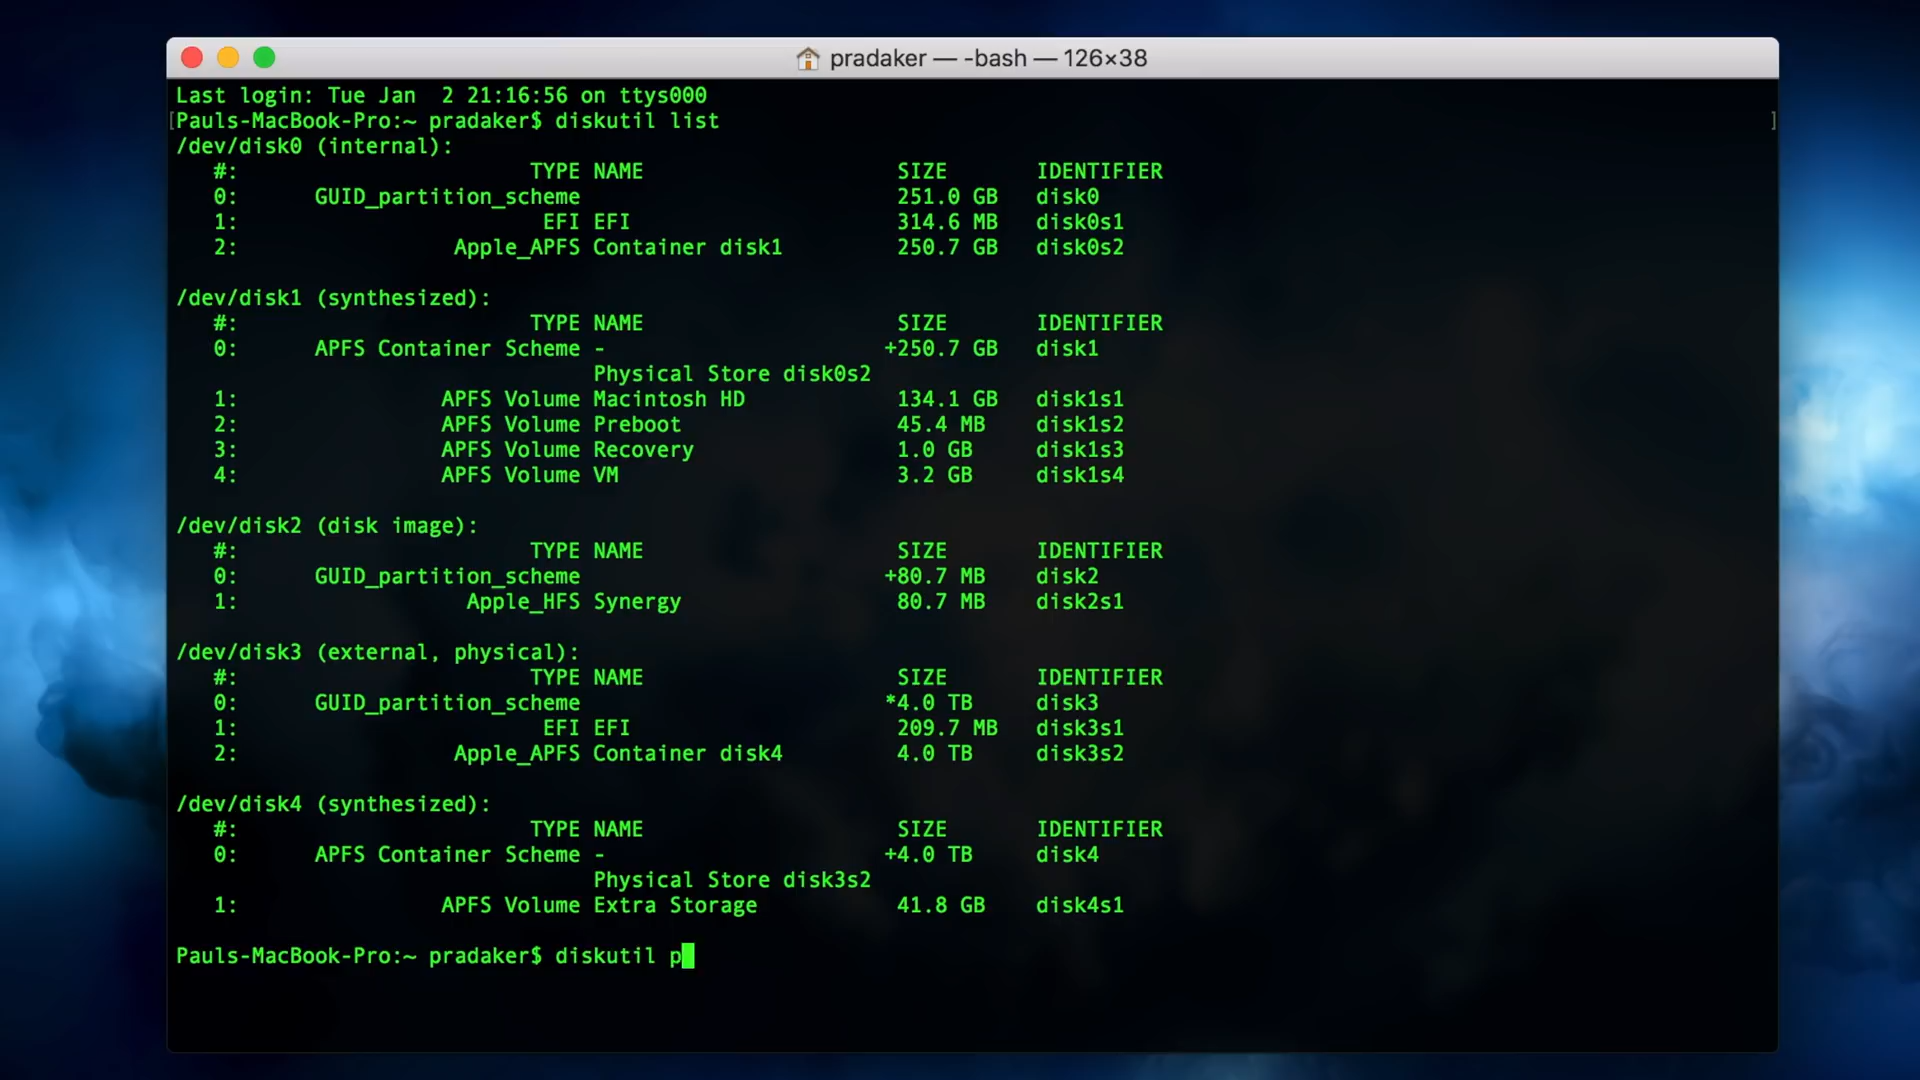 pradaker — -bash — 126×38
Last login: Tue Jan  2 21:16:56 on ttys000
[Pauls-MacBook-Pro:~ pradaker$ diskutil list ]
/dev/disk0 (internal):
#: TYPE NAME SIZE IDENTIFIER
0: GUID_partition_scheme 251.0 GB disk0
1: EFI EFI 314.6 MB disk0s1
2: Apple_APFS Container disk1 250.7 GB disk0s2
/dev/disk1 (synthesized):
#: TYPE NAME SIZE IDENTIFIER
0: APFS Container Scheme - +250.7 GB disk1
Physical Store disk0s2
1: APFS Volume Macintosh HD 134.1 GB disk1s1
2: APFS Volume Preboot 45.4 MB disk1s2
3: APFS Volume Recovery 1.0 GB disk1s3
4: APFS Volume VM 3.2 GB disk1s4
/dev/disk2 (disk image):
#: TYPE NAME SIZE IDENTIFIER
0: GUID_partition_scheme +80.7 MB disk2
1: Apple_HFS Synergy 80.7 MB disk2s1
/dev/disk3 (external, physical):
#: TYPE NAME SIZE IDENTIFIER
0: GUID_partition_scheme *4.0 TB disk3
1: EFI EFI 209.7 MB disk3s1
2: Apple_APFS Container disk4 4.0 TB disk3s2
/dev/disk4 (synthesized):
#: TYPE NAME SIZE IDENTIFIER
0: APFS Container Scheme - +4.0 TB disk4
Physical Store disk3s2
1: APFS Volume Extra Storage 41.8 GB disk4s1
Pauls-MacBook-Pro:~ pradaker$ diskutil p